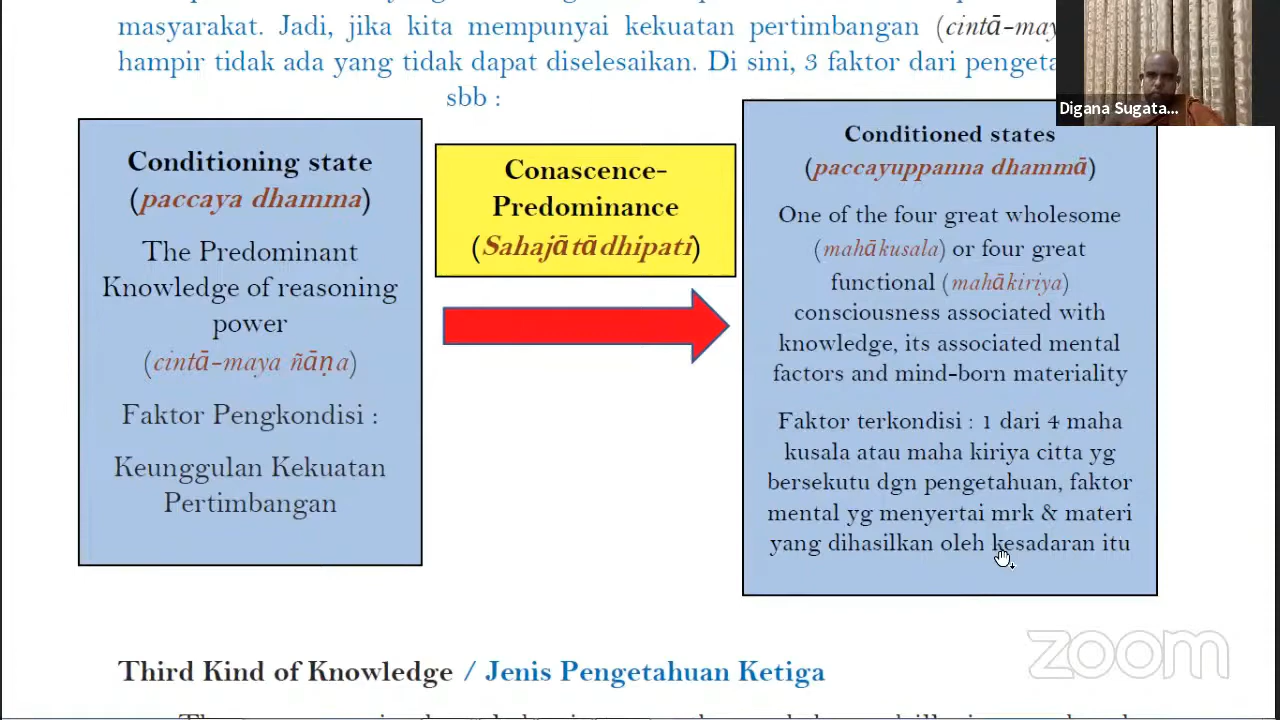 masyarakat. Jadi, jika kita mempunyai kekuatan pertimbangan (cintā-may
hampir tidak ada yang tidak dapat diselesaikan. Di sini, 3 faktor dari pengeta
sbb :
Conditioning state
(paccaya dhamma)
The Predominant
Knowledge of reasoning
power
(cintā-maya ñāṇa)
Faktor Pengkondisi :
Keunggulan Kekuatan
Pertimbangan
Conascence-
Predominance
(Sahajātādhipati)
Conditioned states
(paccayuppanna dhammā)
One of the four great wholesome
(mahākusala) or four great
functional (mahākiriya)
consciousness associated with
knowledge, its associated mental
factors and mind-born materiality
Faktor terkondisi : 1 dari 4 maha
kusala atau maha kiriya citta yg
bersekutu dgn pengetahuan, faktor
mental yg menyertai mrk & materi
yang dihasilkan oleh kesadaran itu
Digana Sugata...
Third Kind of Knowledge / Jenis Pengetahuan Ketiga
zoom